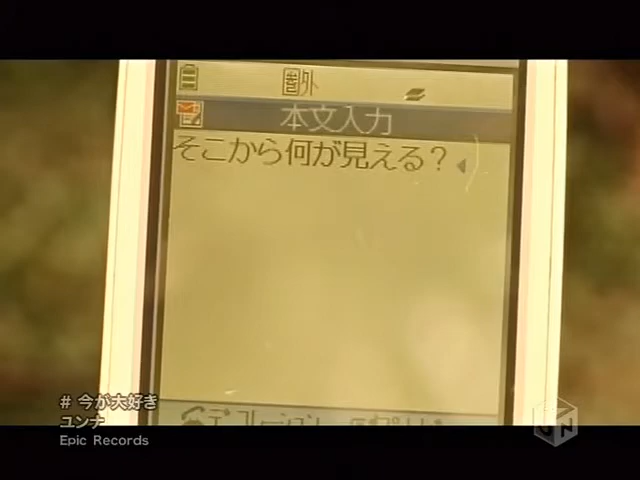 圏外
本文入力
そこから何が見える？
# 今が大好き
ユンナ
Epic Records